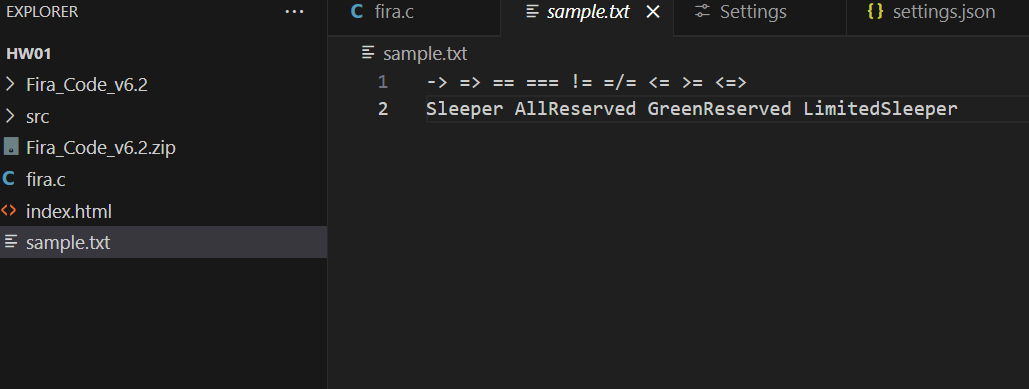 EXPLORER ···
fira.c sample.txt Settings {} settings.json
HW01
sample.txt
Fira_Code_v6.2
1 -> => == === != =/= <= >= <=>
src
2 Sleeper AllReserved GreenReserved LimitedSleeper
Fira_Code_v6.2.zip
C fira.c
<> index.html
sample.txt